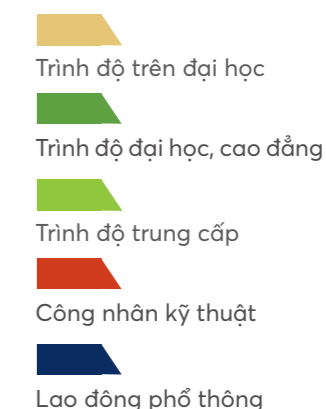 Trình độ trên đại học
Trình độ đại học, cao đẳng
Trình độ trung cấp
Công nhân kỹ thuật
Lao động phổ thông